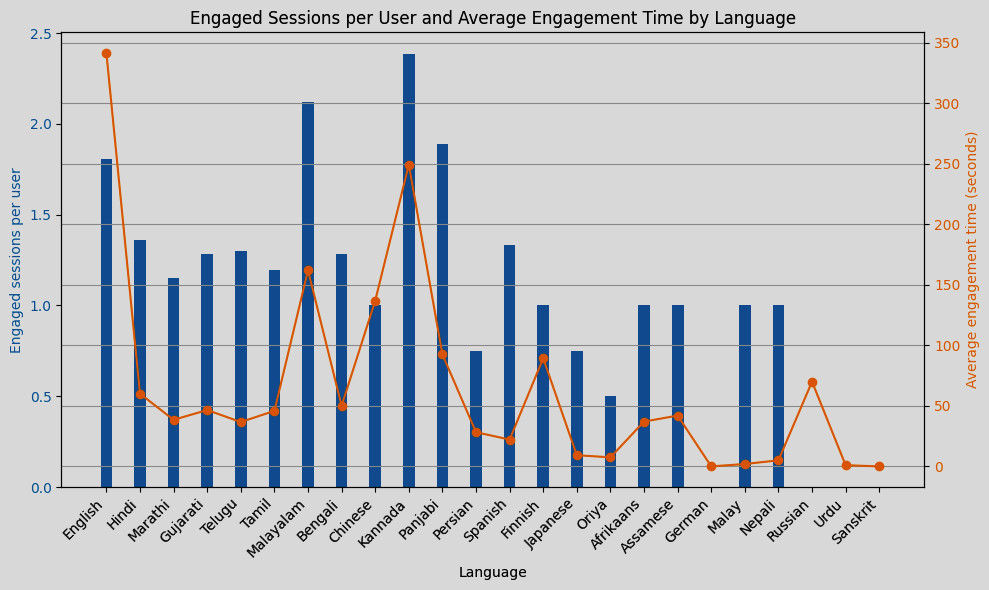 Engaged Sessions per User and Average Engagement Time by Language
Engaged sessions per user
2.5
2.0
1.5
1.0
0.5
0.0
Average engagement time (seconds)
350
300
250
200
150
100
50
0
English
Hindi
Marathi
Gujarati
Telugu
Tamil
Malayalam
Bengali
Chinese
Kannada
Panjabi
Persian
Spanish
Finnish
Japanese
Oriya
Afrikaans
Assamese
German
Malay
Nepali
Russian
Urdu
Sanskrit
Language